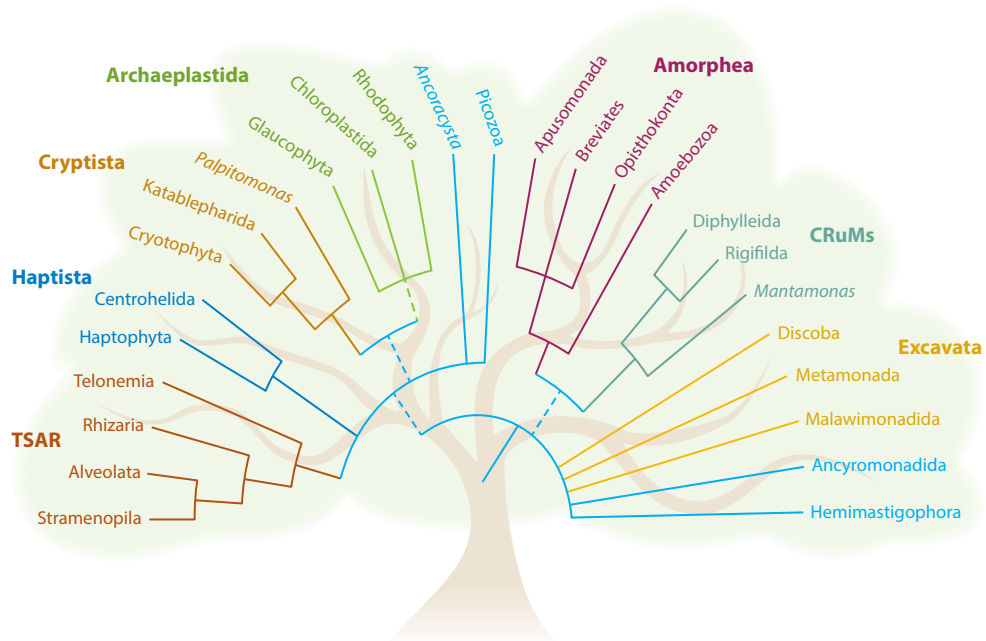 Archaeplastida
Glaucophyta
Chloroplastida
Rhodophyta
Ancoracysta
Picozoa
Amorphea
Apusomonada
Breviates
Opisthokonta
Amoebozoa
Cryptista
Palpitomonas
Katablepharida
Cryotophyta
CRuMs
Diphylleida
Rigifilda
Mantamonas
Haptista
Centrohelida
Haptophyta
Excavata
Discoba
Metamonada
Malawimonadida
TSAR
Telonemia
Rhizaria
Alveolata
Stramenopila
Ancyromonadida
Hemimastigophora